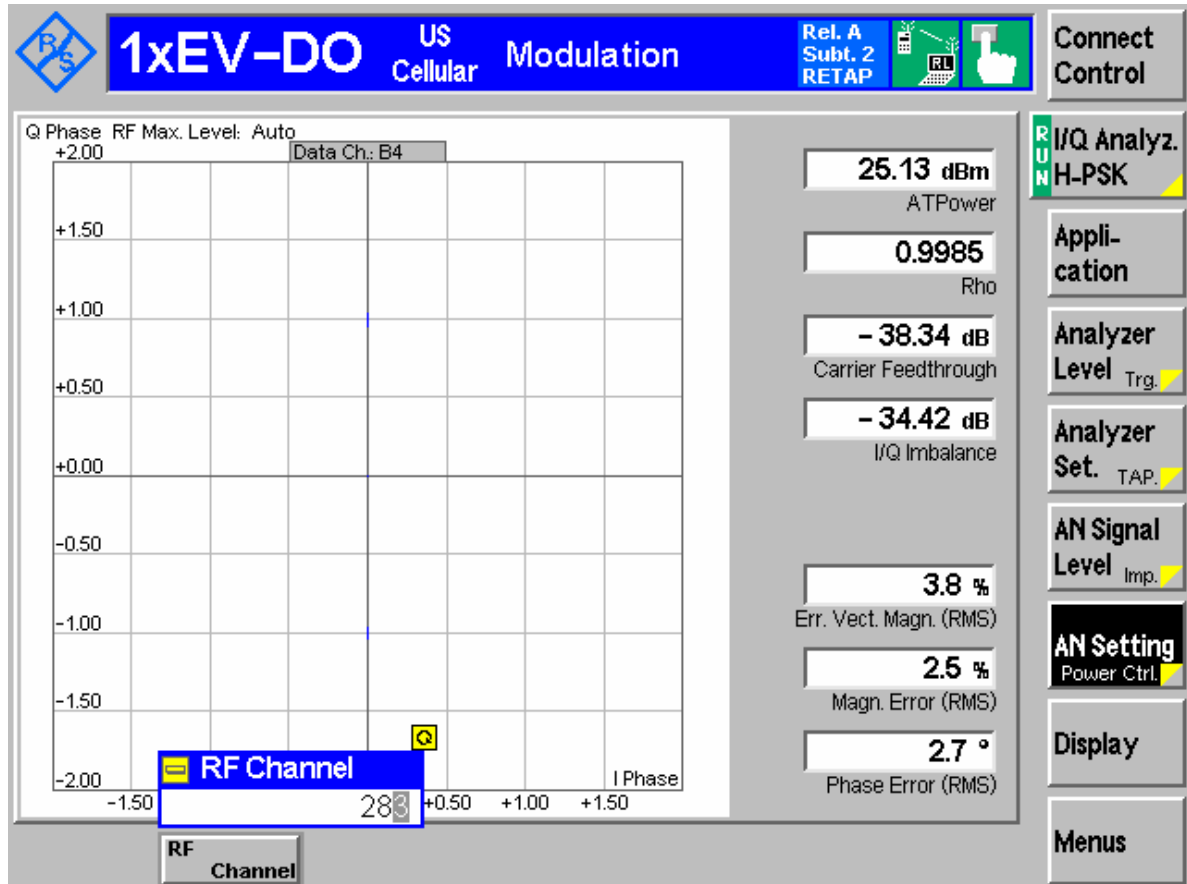 R&S
1xEV-DO
US
Cellular
Modulation
Rel. A
Subt. 2
RETAP
RL
Connect
Control
Q Phase RF Max. Level: Auto
Data Ch.: B4
+2.00
+1.50
+1.00
+0.50
+0.00
-0.50
-1.00
-1.50
-2.00
I Phase
-1.50
+0.50
+1.00
+1.50
RF Channel
283
RF
Channel
25.13 dBm
ATPower
0.9985
Rho
- 38.34 dB
Carrier Feedthrough
- 34.42 dB
I/Q Imbalance
3.8 %
Err. Vect. Magn. (RMS)
2.5 %
Magn. Error (RMS)
2.7 °
Phase Error (RMS)
RUN
I/Q Analyz.
H-PSK
Appli-
cation
Analyzer
Level Trg.
Analyzer
Set. TAP.
AN Signal
Level Imp.
AN Setting
Power Ctrl.
Display
Menus